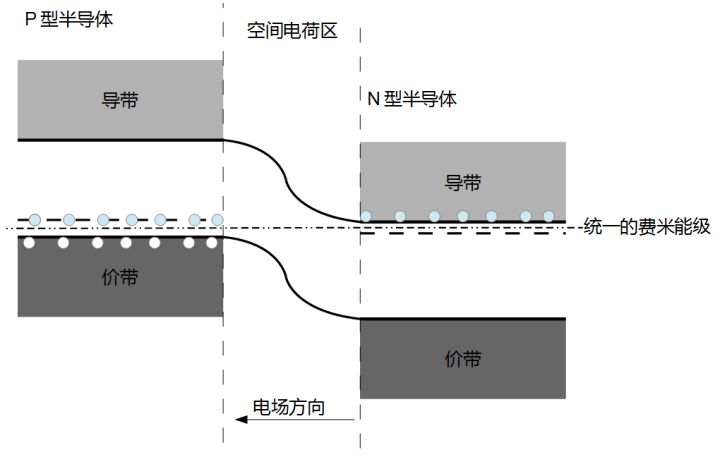 P 型半导体
空间电荷区
导带
N 型半导体
导带
统一的费米能级
价带
价带
电场方向